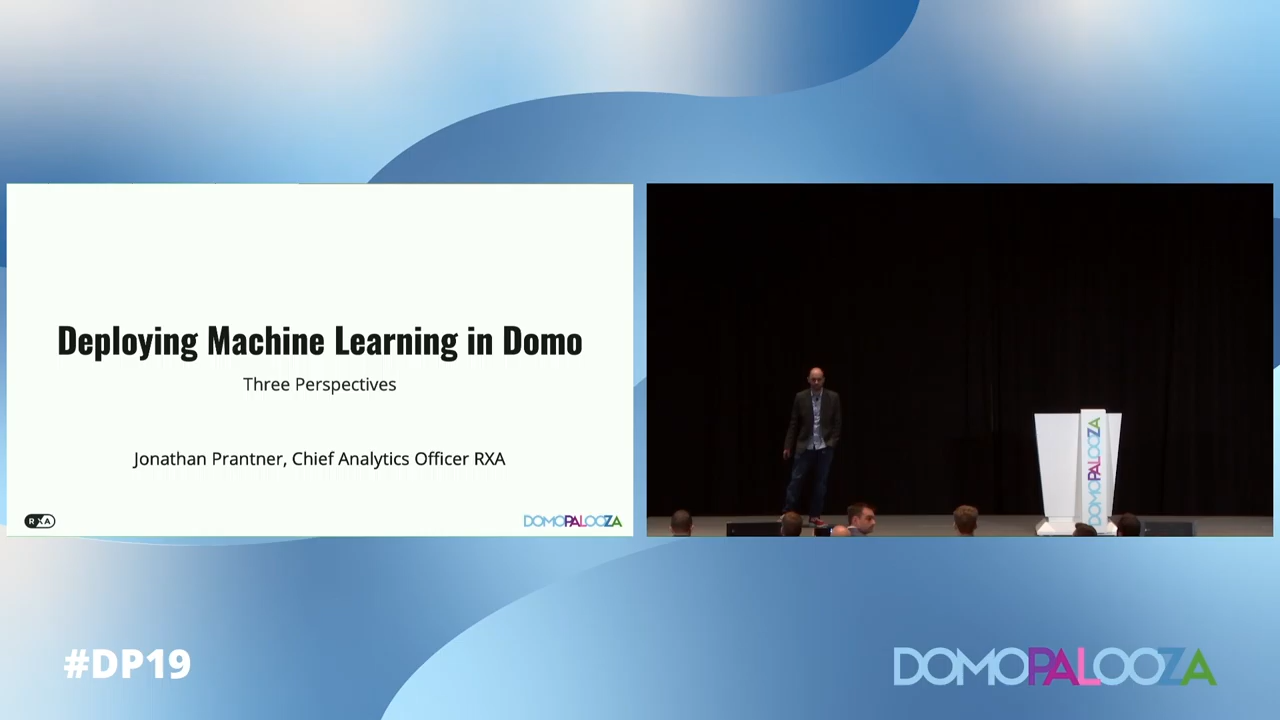 Deploying Machine Learning in Domo
Three Perspectives
Jonathan Prantner, Chief Analytics Officer RXA
RXA
DOMOPALOOZA
DOMOPALOOZA
#DP19
DOMOPALOOZA